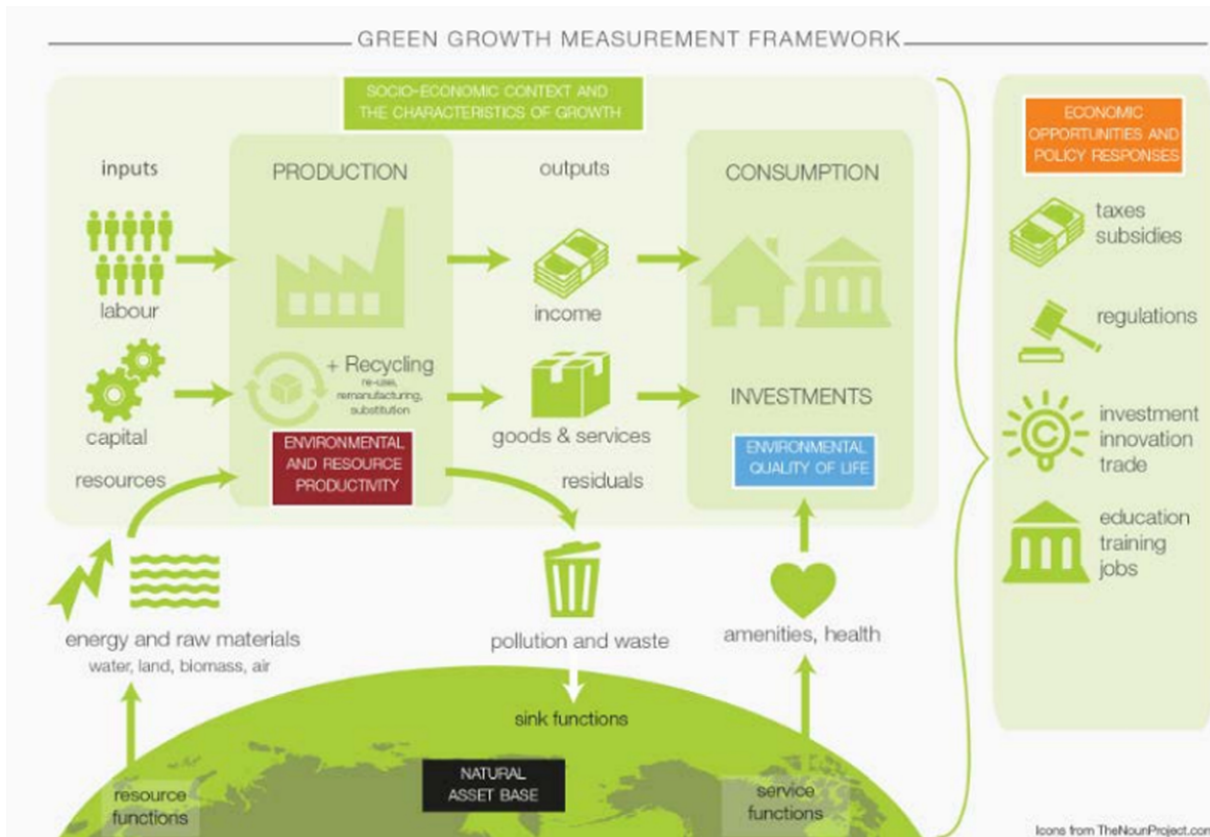 GREEN GROWTH MEASUREMENT FRAMEWORK
SOCIO-ECONOMIC CONTEXT AND
THE CHARACTERISTICS OF GROWTH
inputs
PRODUCTION
outputs
CONSUMPTION
labour
income
+ Recycling
re-use,
remanufacturing,
substitution
INVESTMENTS
capital
goods & services
ENVIRONMENTAL
AND RESOURCE
PRODUCTIVITY
ENVIRONMENTAL
QUALITY OF LIFE
resources
residuals
energy and raw materials
water, land, biomass, air
pollution and waste
amenities, health
sink functions
NATURAL
ASSET BASE
resource
functions
service
functions
ECONOMIC
OPPORTUNITIES AND
POLICY RESPONSES
taxes
subsidies
regulations
C
investment
innovation
trade
education
training
jobs
Icons from TheNounProject.com